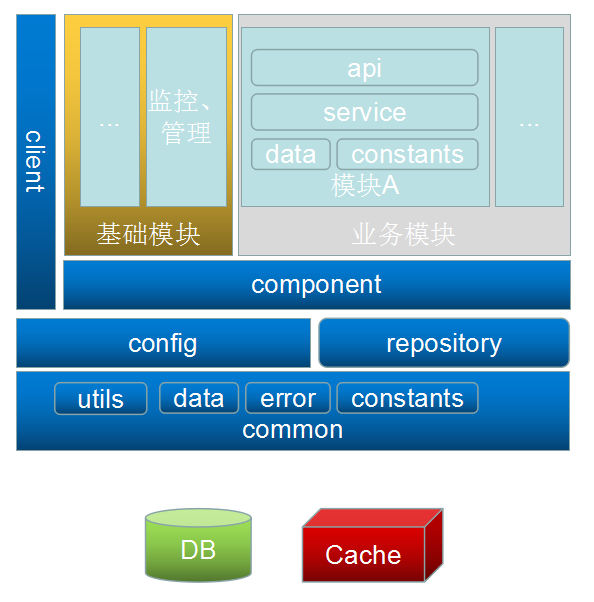 client
...
监控、
管理
基础模块
api
service
data
constants
模块A
...
业务模块
component
config
repository
utils
data
error
constants
common
DB
Cache